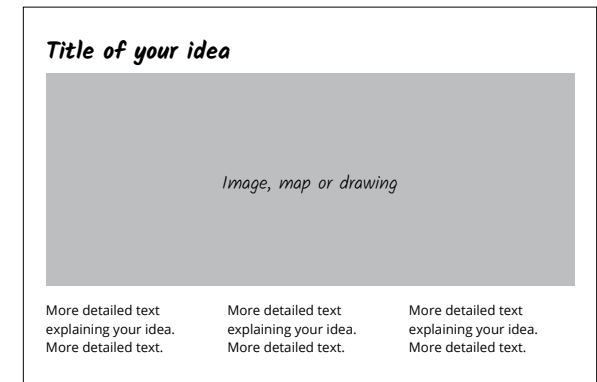 Title of your idea
Image, map or drawing
More detailed text
explaining your idea.
More detailed text.
More detailed text
explaining your idea.
More detailed text.
More detailed text
explaining your idea.
More detailed text.